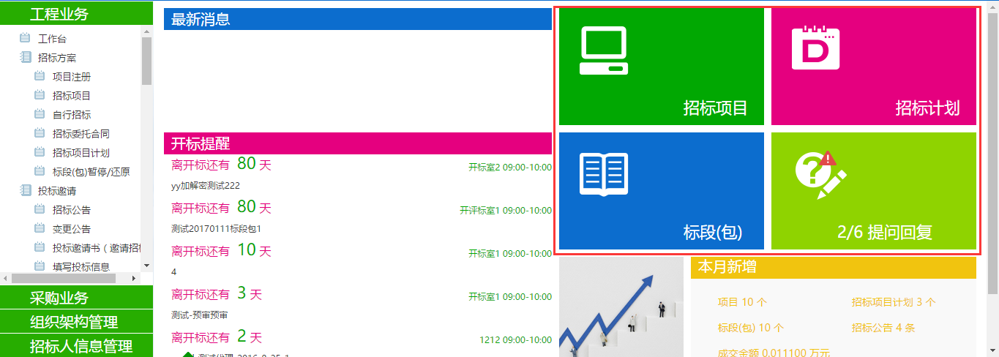 工程业务
工作台
招标方案
项目注册
招标项目
自行招标
招标委托合同
招标项目计划
标段(包)暂停/还原
投标邀请
招标公告
变更公告
投标邀请书（邀请招标
填写投标信息
采购业务
组织架构管理
招标人信息管理
最新消息
开标提醒
离开标还有 80 天 开标室2 09:00-10:00
yy加解密测试222
离开标还有 80 天 开评标室1 09:00-10:00
测试20170111标段包1
离开标还有 10 天 开标室1 09:00-10:00
4
离开标还有 3 天 开标室1 09:00-10:00
测试-预审预审
离开标还有 2 天 1212 09:00-10:00
招标项目
D
招标计划
标段(包)
2/6 提问回复
本月新增
项目 10 个 招标项目计划 3 个
标段(包) 10 个 招标公告 4 条
成交金额 0.011100 万元